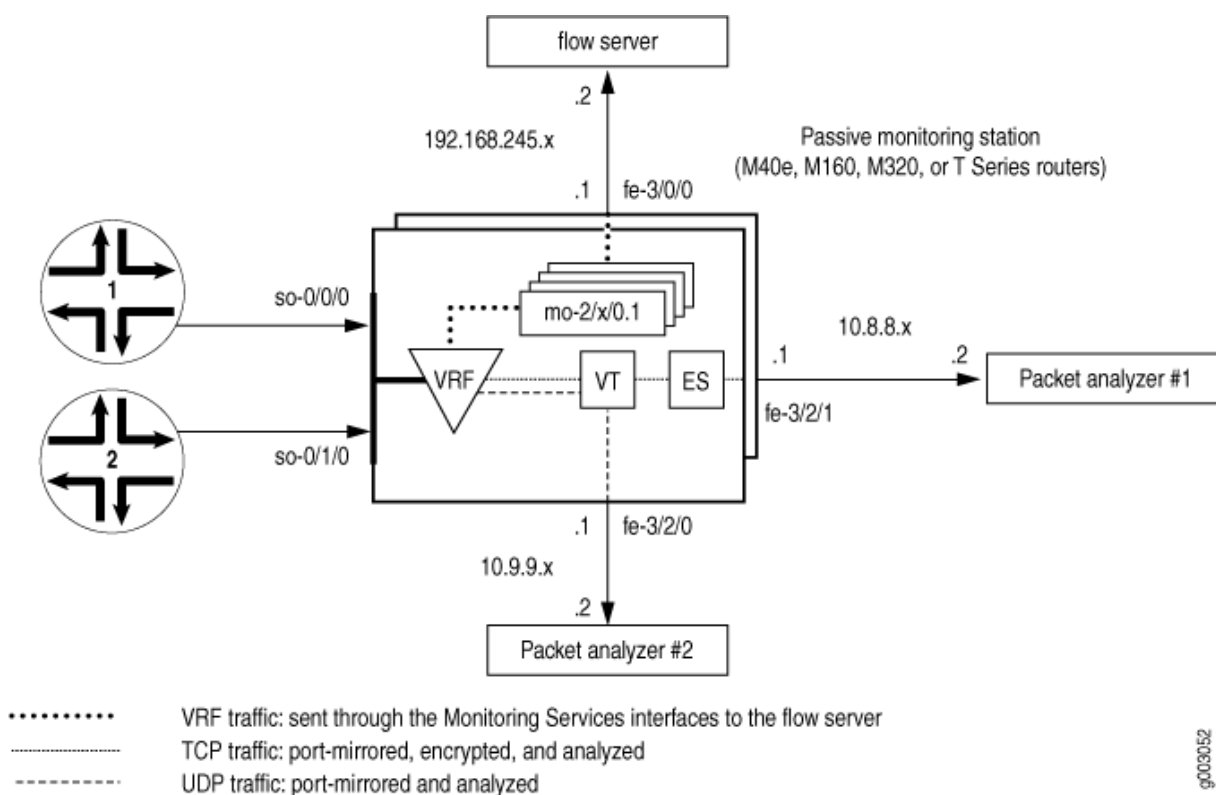 flow server
.2
192.168.245.x
Passive monitoring station
(M40e, M160, M320, or T Series routers)
.1 fe-3/0/0
1
so-0/0/0
mo-2/x/0.1
10.8.8.x
VRF
VT
ES
.1
.2
Packet analyzer #1
fe-3/2/1
2
so-0/1/0
.1 fe-3/2/0
10.9.9.x
.2
Packet analyzer #2
VRF traffic: sent through the Monitoring Services interfaces to the flow server
TCP traffic: port-mirrored, encrypted, and analyzed
UDP traffic: port-mirrored and analyzed
g003052